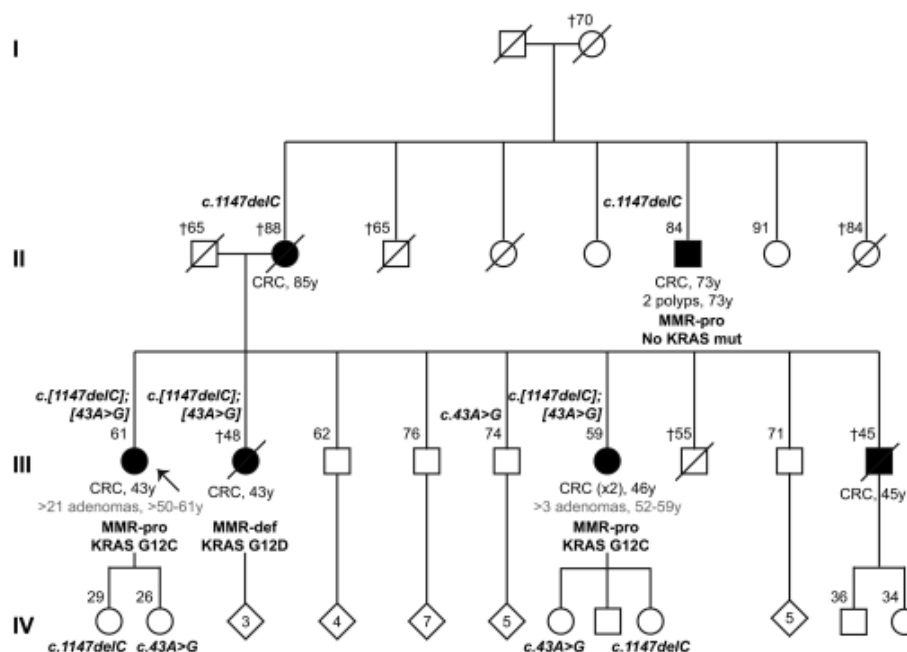 I
†70
c.1147delC
c.1147delC
†65
†88
†65
84
91
†84
II
CRC, 85y
CRC, 73y
2 polyps, 73y
MMR-pro
No KRAS mut
c.[1147delC];
[43A>G]
c.[1147delC];
[43A>G]
c.43A>G
c.[1147delC];
[43A>G]
61
†48
62
76
74
59
†55
71
†45
III
CRC, 43y
CRC, 43y
CRC (x2), 46y
CRC, 45y
>21 adenomas, >50-61y
>3 adenomas, 52-59y
MMR-pro
MMR-def
MMR-pro
KRAS G12C
KRAS G12D
KRAS G12C
29
26
36
34
IV
3
4
7
5
5
c.1147delC
c.43A>G
c.43A>G
c.1147delC